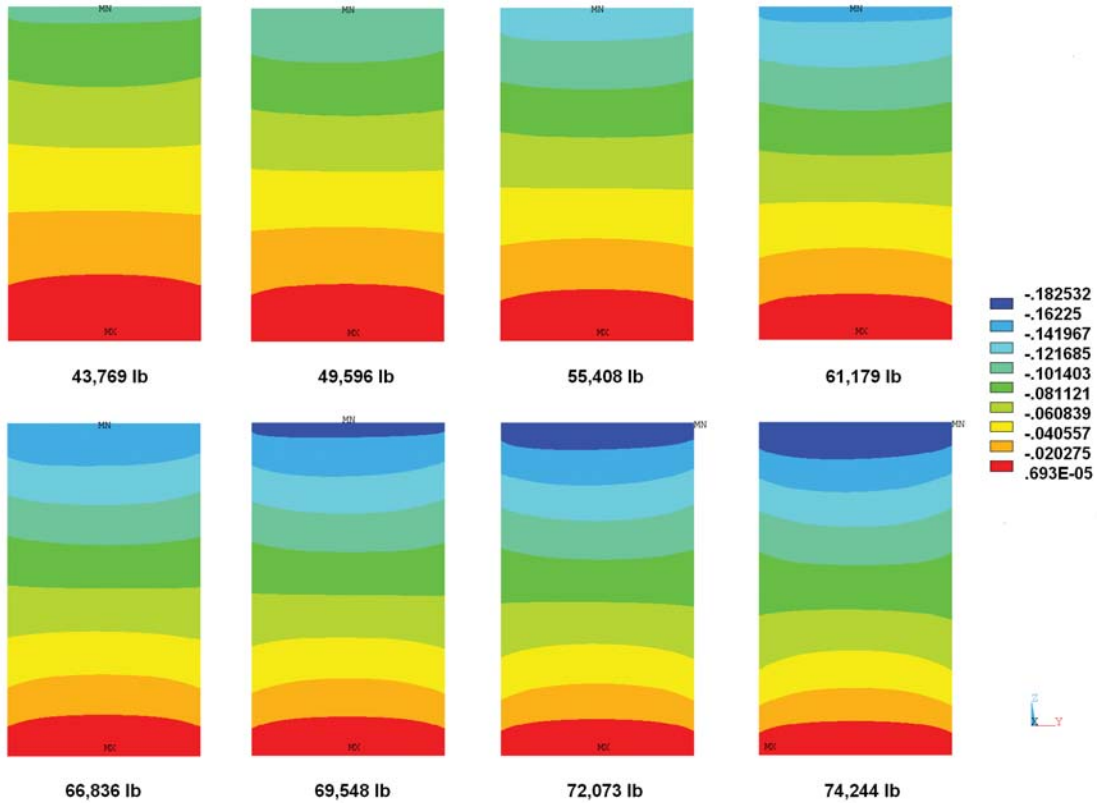 MN
MN
MN
MN
MX
MX
MX
MX
43,769 lb
49,596 lb
55,408 lb
61,179 lb
-.182532
-.16225
-.141967
-.121685
-.101403
-.081121
-.060839
-.040557
-.020275
.693E-05
MN
MN
MN
MN
MX
MX
MX
MX
66,836 lb
69,548 lb
72,073 lb
74,244 lb
Z
X
Y